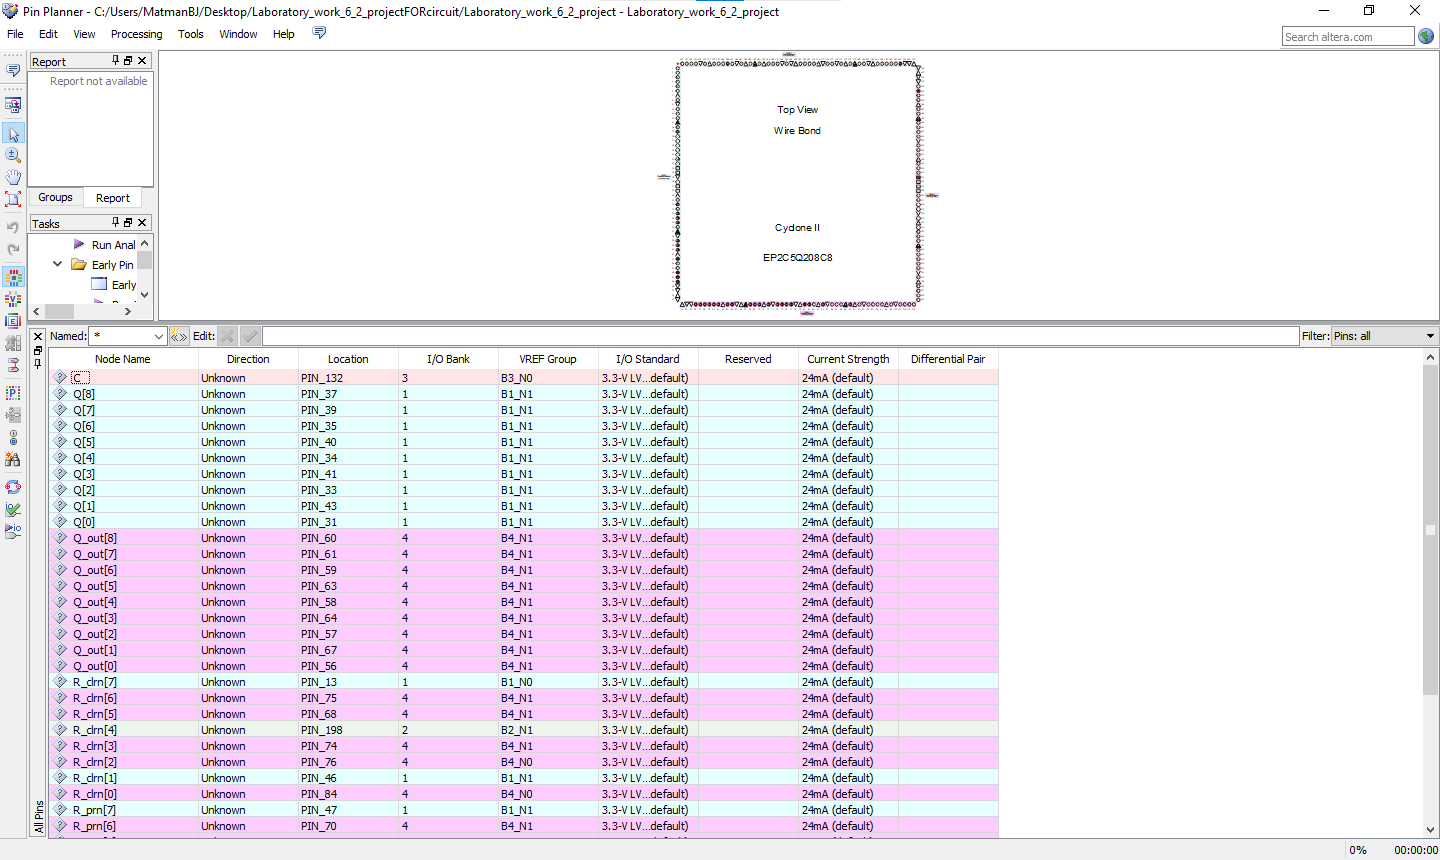 Pin Planner - C:/Users/MatmanBJ/Desktop/Laboratory_work_6_2_projectFORcircuit/Laboratory_work_6_2_project - Laboratory_work_6_2_project
File Edit View Processing Tools Window Help
Search altera.com
Report
Report not available
Groups Report
Tasks
Run Anal
Early Pin
Early
Top View
Wire Bond
Cyclone II
EP2C5Q208C8
Named: * Edit: Filter: Pins: all
Node Name Direction Location I/O Bank VREF Group I/O Standard Reserved Current Strength Differential Pair
C Unknown PIN_132 3 B3_N0 3.3-V LV...default) 24mA (default)
Q[8] Unknown PIN_37 1 B1_N1 3.3-V LV...default) 24mA (default)
Q[7] Unknown PIN_39 1 B1_N1 3.3-V LV...default) 24mA (default)
Q[6] Unknown PIN_35 1 B1_N1 3.3-V LV...default) 24mA (default)
Q[5] Unknown PIN_40 1 B1_N1 3.3-V LV...default) 24mA (default)
Q[4] Unknown PIN_34 1 B1_N1 3.3-V LV...default) 24mA (default)
Q[3] Unknown PIN_41 1 B1_N1 3.3-V LV...default) 24mA (default)
Q[2] Unknown PIN_33 1 B1_N1 3.3-V LV...default) 24mA (default)
Q[1] Unknown PIN_43 1 B1_N1 3.3-V LV...default) 24mA (default)
Q[0] Unknown PIN_31 1 B1_N1 3.3-V LV...default) 24mA (default)
Q_out[8] Unknown PIN_60 4 B4_N1 3.3-V LV...default) 24mA (default)
Q_out[7] Unknown PIN_61 4 B4_N1 3.3-V LV...default) 24mA (default)
Q_out[6] Unknown PIN_59 4 B4_N1 3.3-V LV...default) 24mA (default)
Q_out[5] Unknown PIN_63 4 B4_N1 3.3-V LV...default) 24mA (default)
Q_out[4] Unknown PIN_58 4 B4_N1 3.3-V LV...default) 24mA (default)
Q_out[3] Unknown PIN_64 4 B4_N1 3.3-V LV...default) 24mA (default)
Q_out[2] Unknown PIN_57 4 B4_N1 3.3-V LV...default) 24mA (default)
Q_out[1] Unknown PIN_67 4 B4_N1 3.3-V LV...default) 24mA (default)
Q_out[0] Unknown PIN_56 4 B4_N1 3.3-V LV...default) 24mA (default)
R_clrn[7] Unknown PIN_13 1 B1_N0 3.3-V LV...default) 24mA (default)
R_clrn[6] Unknown PIN_75 4 B4_N1 3.3-V LV...default) 24mA (default)
R_clrn[5] Unknown PIN_68 4 B4_N1 3.3-V LV...default) 24mA (default)
R_clrn[4] Unknown PIN_198 2 B2_N1 3.3-V LV...default) 24mA (default)
R_clrn[3] Unknown PIN_74 4 B4_N1 3.3-V LV...default) 24mA (default)
R_clrn[2] Unknown PIN_76 4 B4_N0 3.3-V LV...default) 24mA (default)
R_clrn[1] Unknown PIN_46 1 B1_N1 3.3-V LV...default) 24mA (default)
R_clrn[0] Unknown PIN_84 4 B4_N0 3.3-V LV...default) 24mA (default)
R_prn[7] Unknown PIN_47 1 B1_N1 3.3-V LV...default) 24mA (default)
R_prn[6] Unknown PIN_70 4 B4_N1 3.3-V LV...default) 24mA (default)
All Pins
0% 00:00:00